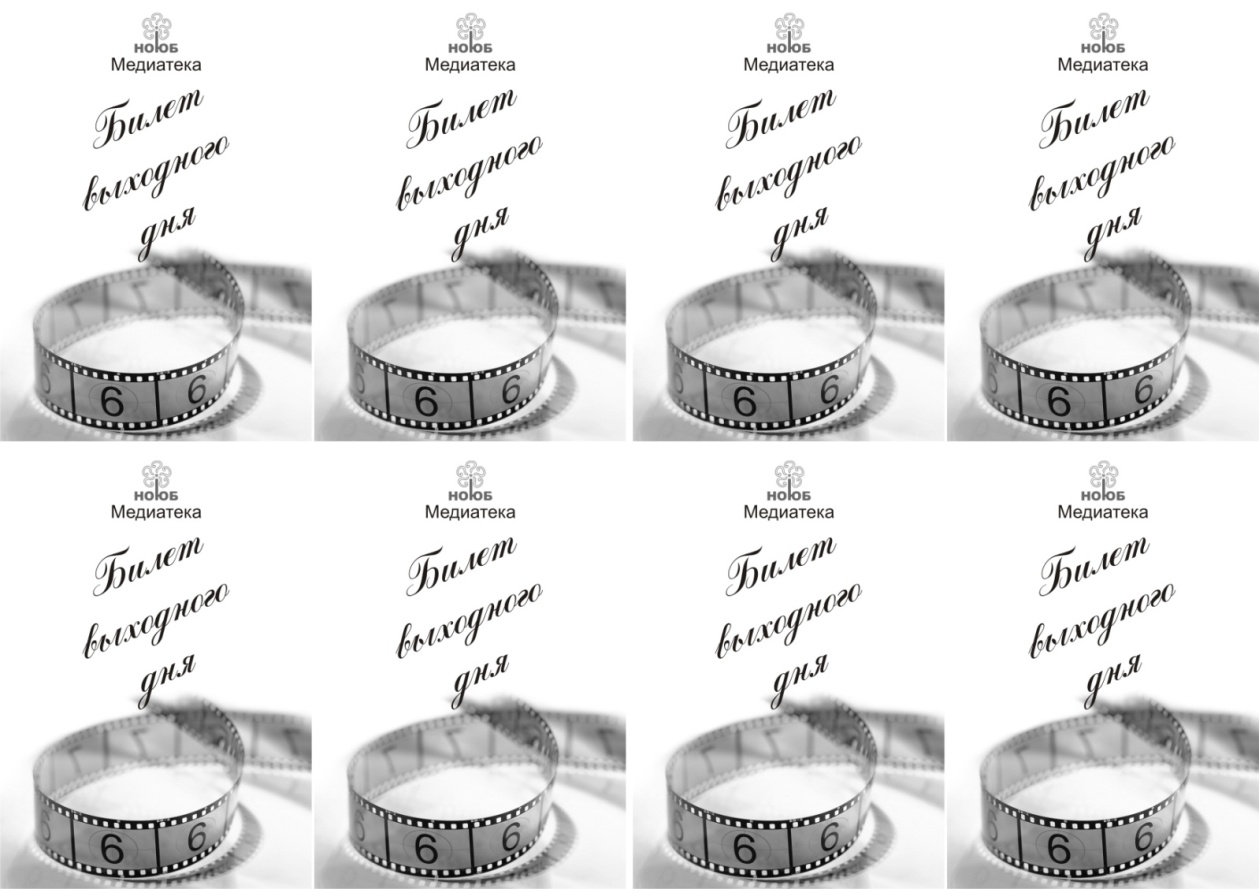 НОЮБ
Медиатека
Билет
выходного
дня
6 6
НОЮБ
Медиатека
Билет
выходного
дня
6 6
НОЮБ
Медиатека
Билет
выходного
дня
6 6
НОЮБ
Медиатека
Билет
выходного
дня
6 6
НОЮБ
Медиатека
Билет
выходного
дня
6 6
НОЮБ
Медиатека
Билет
выходного
дня
6 6
НОЮБ
Медиатека
Билет
выходного
дня
6 6
НОЮБ
Медиатека
Билет
выходного
дня
6 6